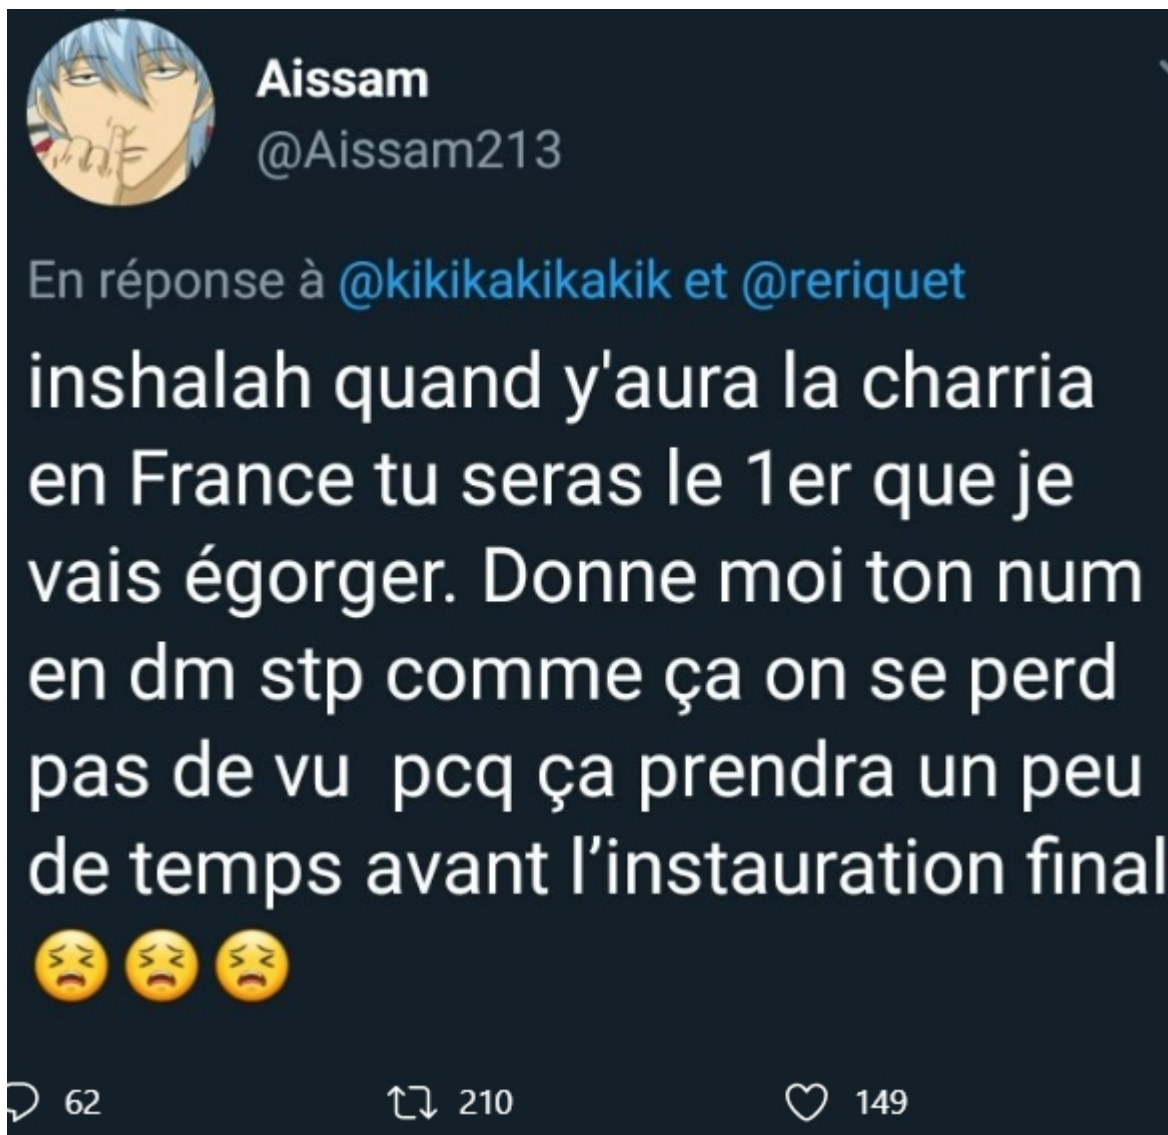 Aissam
@Aissam213
En réponse à @kikikakikakik et @reriquet
inshalah quand y'aura la charria
en France tu seras le 1er que je
vais égorger. Donne moi ton num
en dm stp comme ça on se perd
pas de vu  pcq ça prendra un peu
de temps avant l’instauration final
😣😣😣
62 210 149